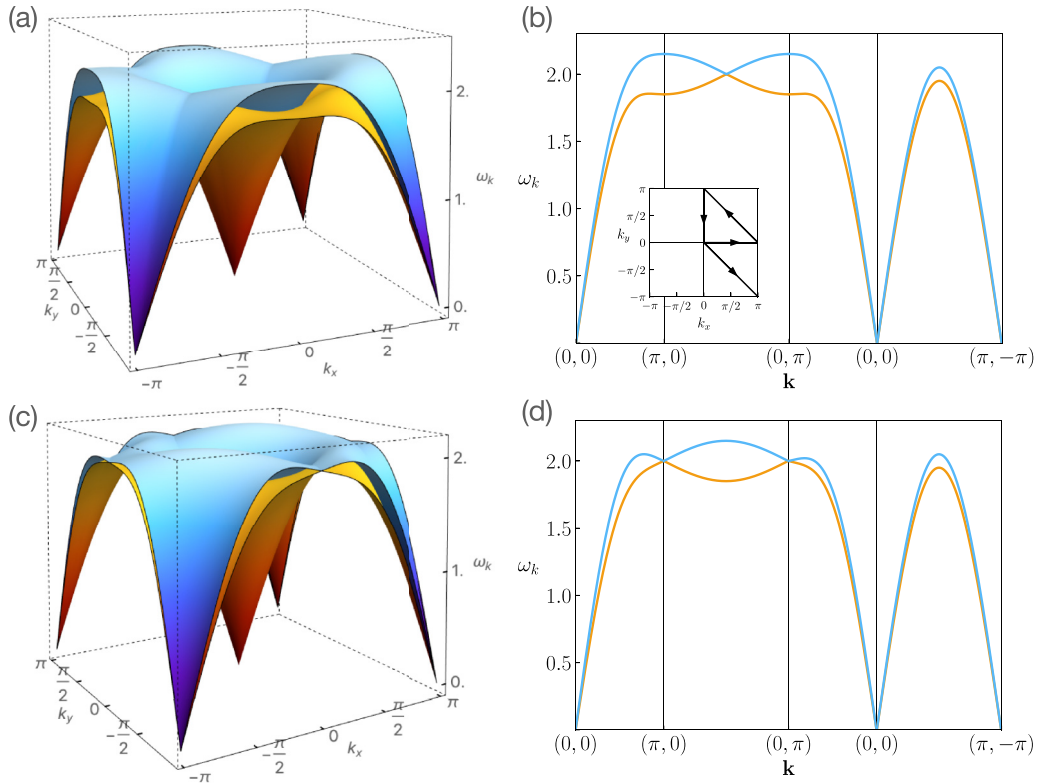 (a)
2.
1.
0.
ω_k
π
π/2
0
−π/2
k_y
−π
−π/2
0
π/2
π
k_x
(b)
2.0
1.5
1.0
0.5
ω_k
π
π/2
0
−π/2
−π
k_y
−π −π/2 0 π/2 π
k_x
(0,0) (π,0) (0,π) (0,0) (π,−π)
k
(c)
2.
1.
0.
ω_k
π
π/2
0
−π/2
k_y
−π
−π/2
0
π/2
π
k_x
(d)
2.0
1.5
1.0
0.5
ω_k
(0,0) (π,0) (0,π) (0,0) (π,−π)
k